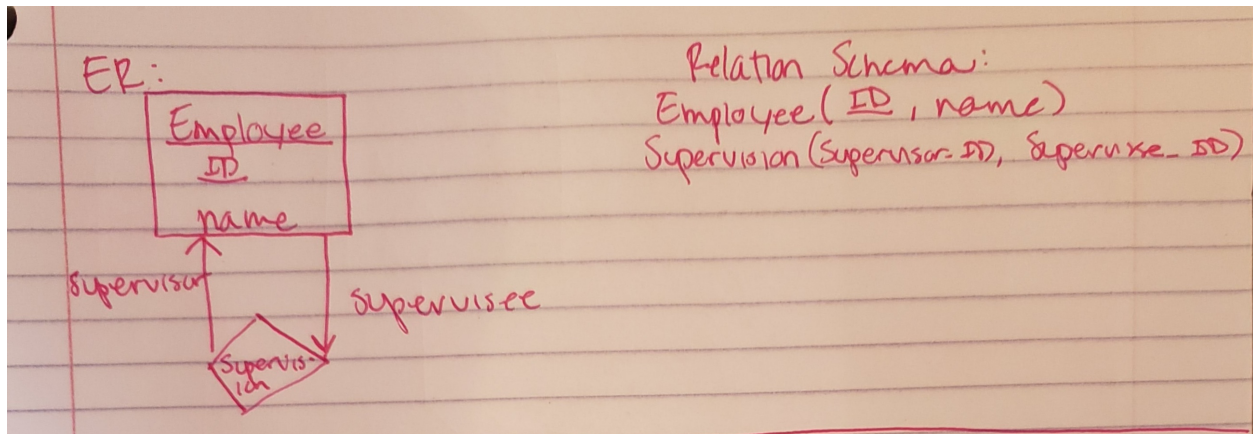 ER:
Employee
ID
name
supervisor
supervisee
Supervis-
ion
Relation Schema:
Employee(ID, name)
Supervision(Supervisor_ID, Supervisee_ID)